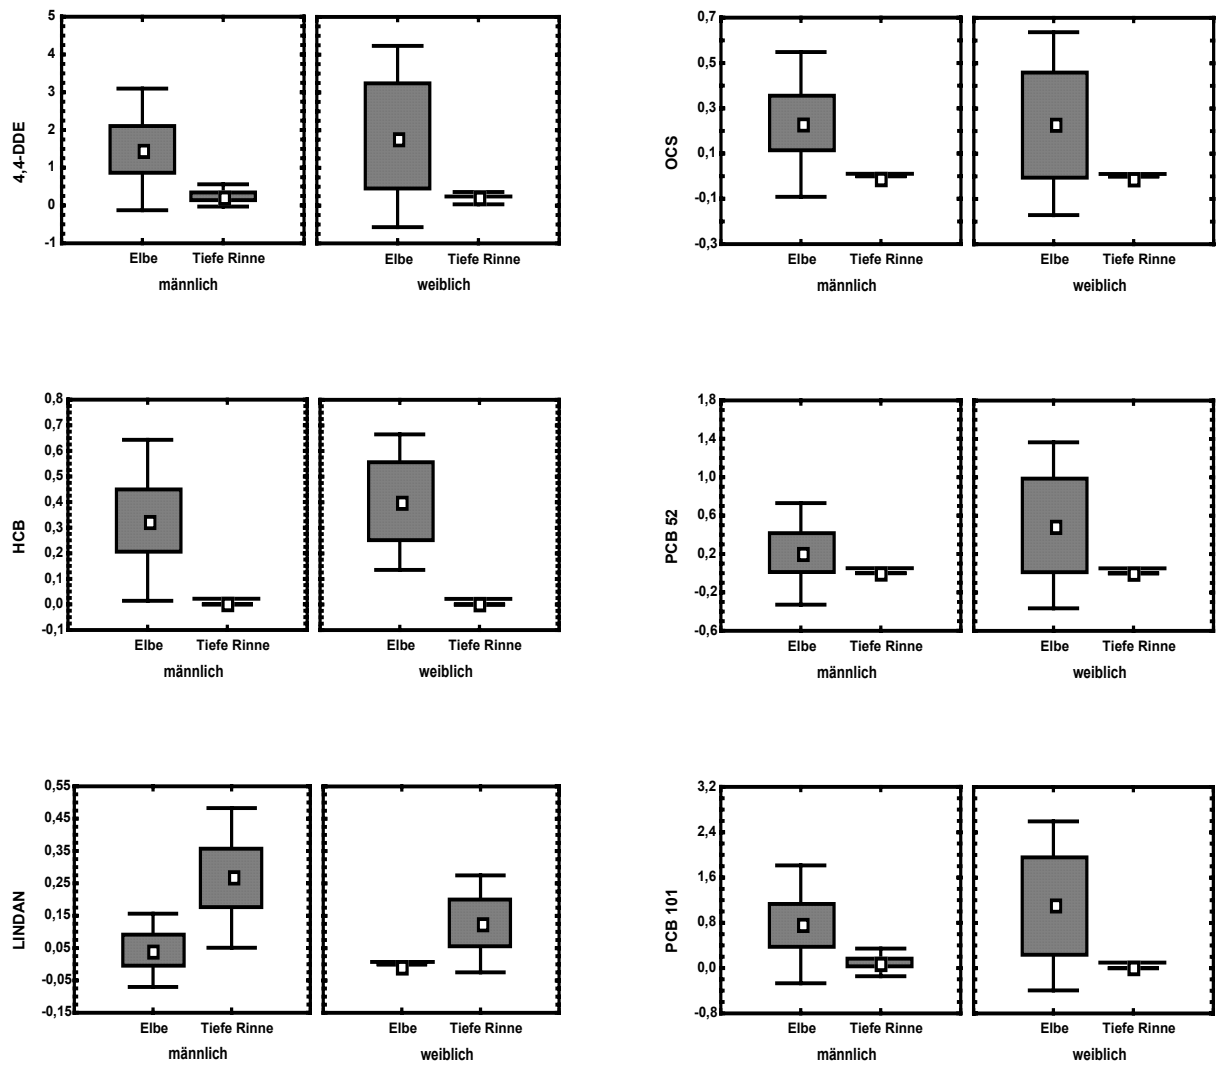 4,4-DDE
5
4
3
2
1
0
-1
Elbe Tiefe Rinne Elbe Tiefe Rinne
männlich weiblich
OCS
0,7
0,5
0,3
0,1
-0,1
-0,3
Elbe Tiefe Rinne Elbe Tiefe Rinne
männlich weiblich
HCB
0,8
0,7
0,6
0,5
0,4
0,3
0,2
0,1
0,0
-0,1
Elbe Tiefe Rinne Elbe Tiefe Rinne
männlich weiblich
PCB 52
1,8
1,4
1,0
0,6
0,2
-0,2
-0,6
Elbe Tiefe Rinne Elbe Tiefe Rinne
männlich weiblich
LINDAN
0,55
0,45
0,35
0,25
0,15
0,05
-0,05
-0,15
Elbe Tiefe Rinne Elbe Tiefe Rinne
männlich weiblich
PCB 101
3,2
2,4
1,6
0,8
0,0
-0,8
Elbe Tiefe Rinne Elbe Tiefe Rinne
männlich weiblich